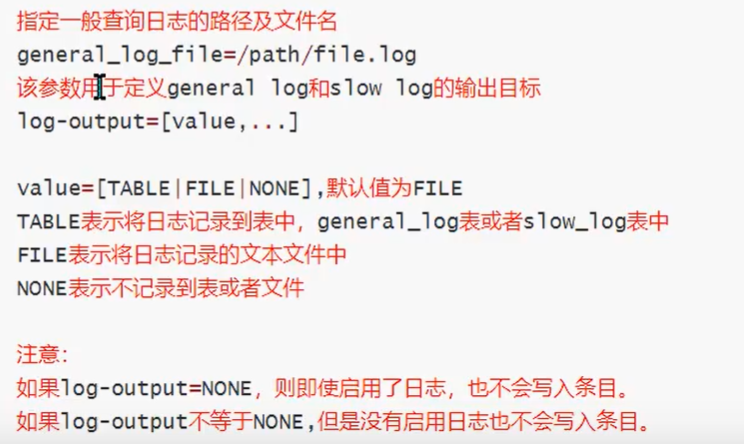 指定一般查询日志的路径及文件名
general_log_file=/path/file.log
该参数用于定义general log和slow log的输出目标
log-output=[value,...]
value=[TABLE|FILE|NONE],默认值为FILE
TABLE表示将日志记录到表中，general_log表或者slow_log表中
FILE表示将日志记录的文本文件中
NONE表示不记录到表或者文件
注意：
如果log-output=NONE，则即使启用了日志，也不会写入条目。
如果log-output不等于NONE,但是没有启用日志也不会写入条目。